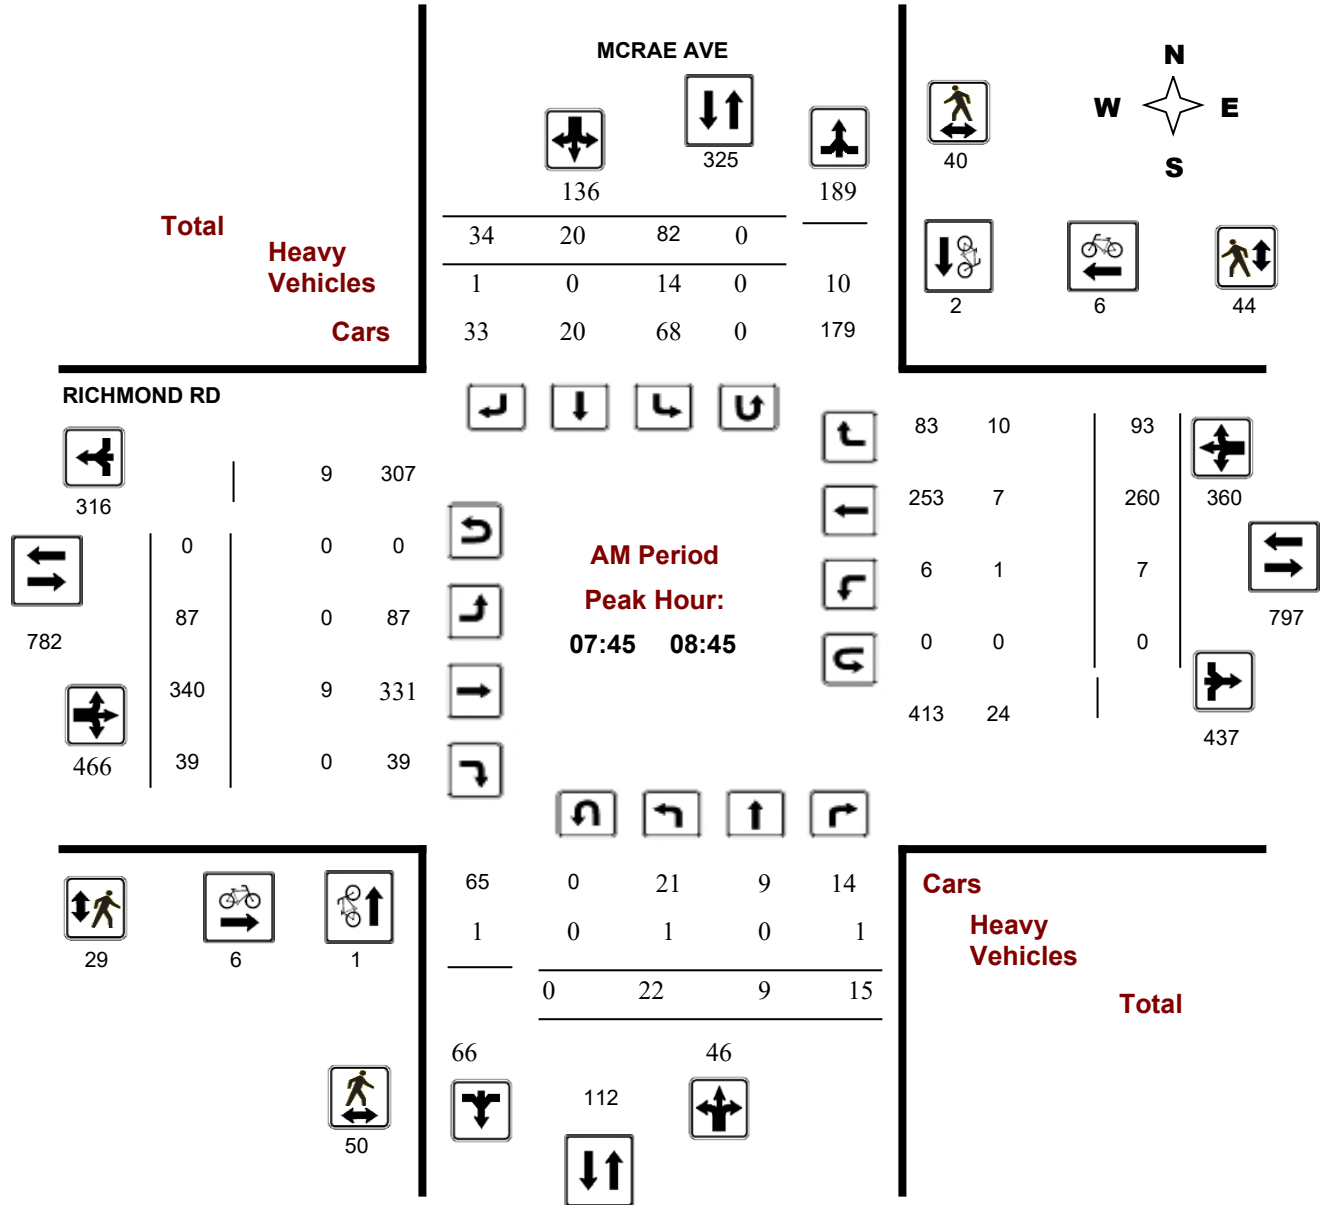 MCRAE AVE
N
W E
S
325
40
136
189
Total
34 20 82 0
Heavy
Vehicles
1 0 14 0 10
Cars
33 20 68 0 179
2 6 44
RICHMOND RD
83 10 93
9 307
316
253 7 260 360
0 0 0
AM Period
6 1 7
Peak Hour:
87 0 87
797
782
07:45 08:45
0 0 0
340 9 331
413 24
437
466 39 0 39
65 0 21 9 14
Cars
1 0 1 0 1
Heavy
Vehicles
29 6 1
0 22 9 15
Total
66 46
112
50